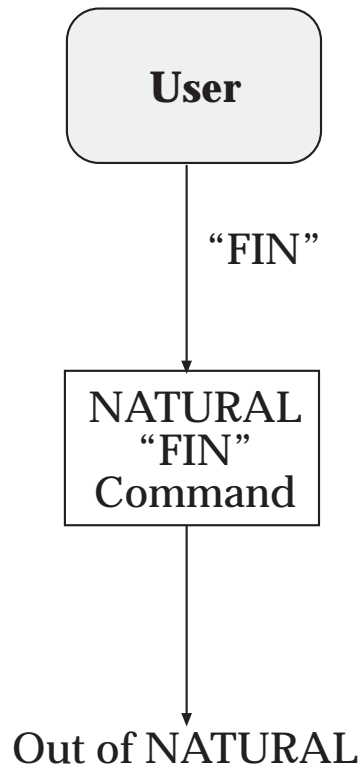 User
“FIN”
NATURAL
“FIN”
Command
Out of NATURAL